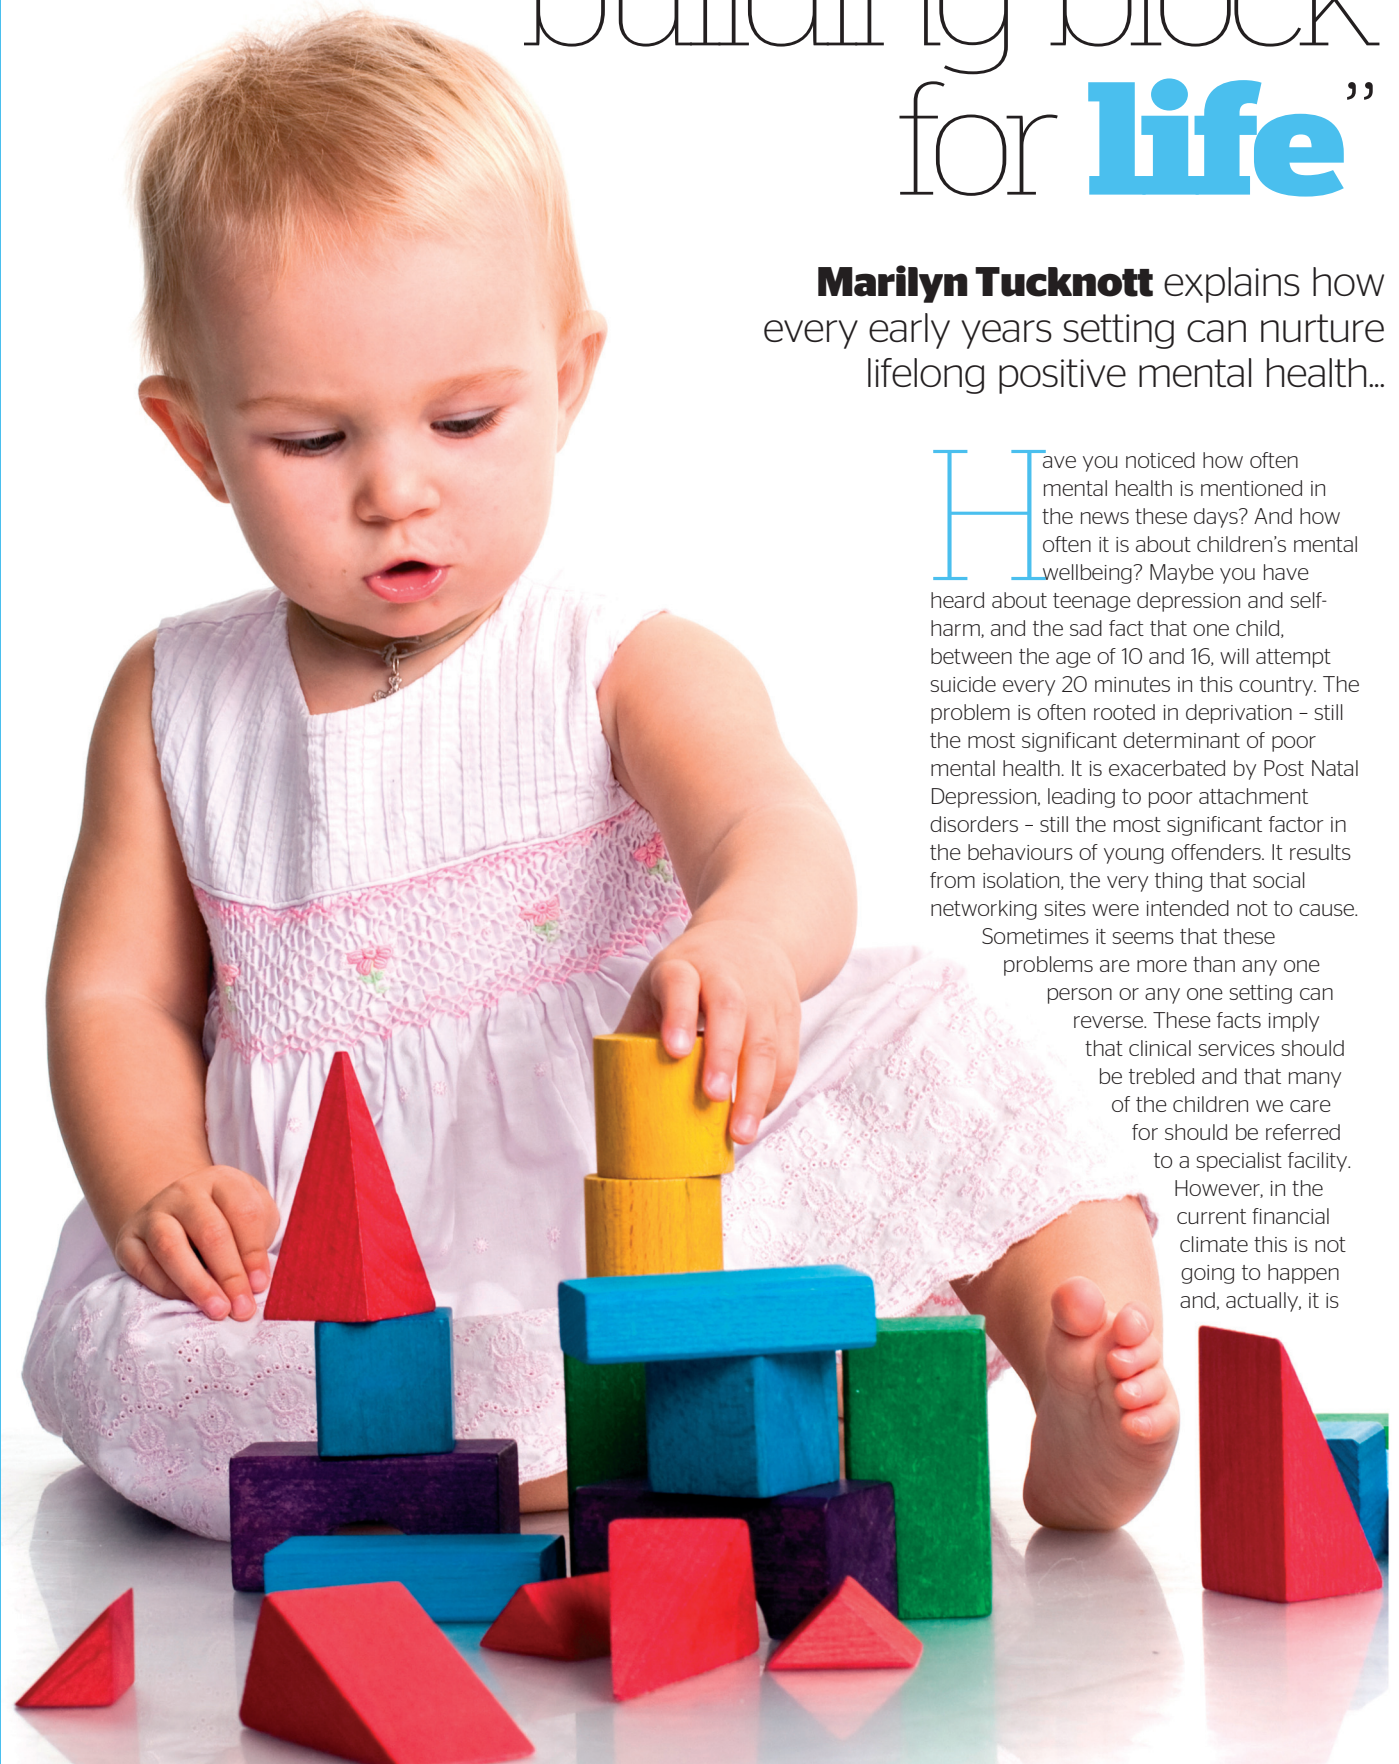 building block
for life”
Marilyn Tucknott explains how
every early years setting can nurture
lifelong positive mental health...
Have you noticed how often
mental health is mentioned in
the news these days? And how
often it is about children’s mental
wellbeing? Maybe you have
heard about teenage depression and self-
harm, and the sad fact that one child,
between the age of 10 and 16, will attempt
suicide every 20 minutes in this country. The
problem is often rooted in deprivation – still
the most significant determinant of poor
mental health. It is exacerbated by Post Natal
Depression, leading to poor attachment
disorders – still the most significant factor in
the behaviours of young offenders. It results
from isolation, the very thing that social
networking sites were intended not to cause.
Sometimes it seems that these
problems are more than any one
person or any one setting can
reverse. These facts imply
that clinical services should
be trebled and that many
of the children we care
for should be referred
to a specialist facility.
However, in the
current financial
climate this is not
going to happen
and, actually, it is